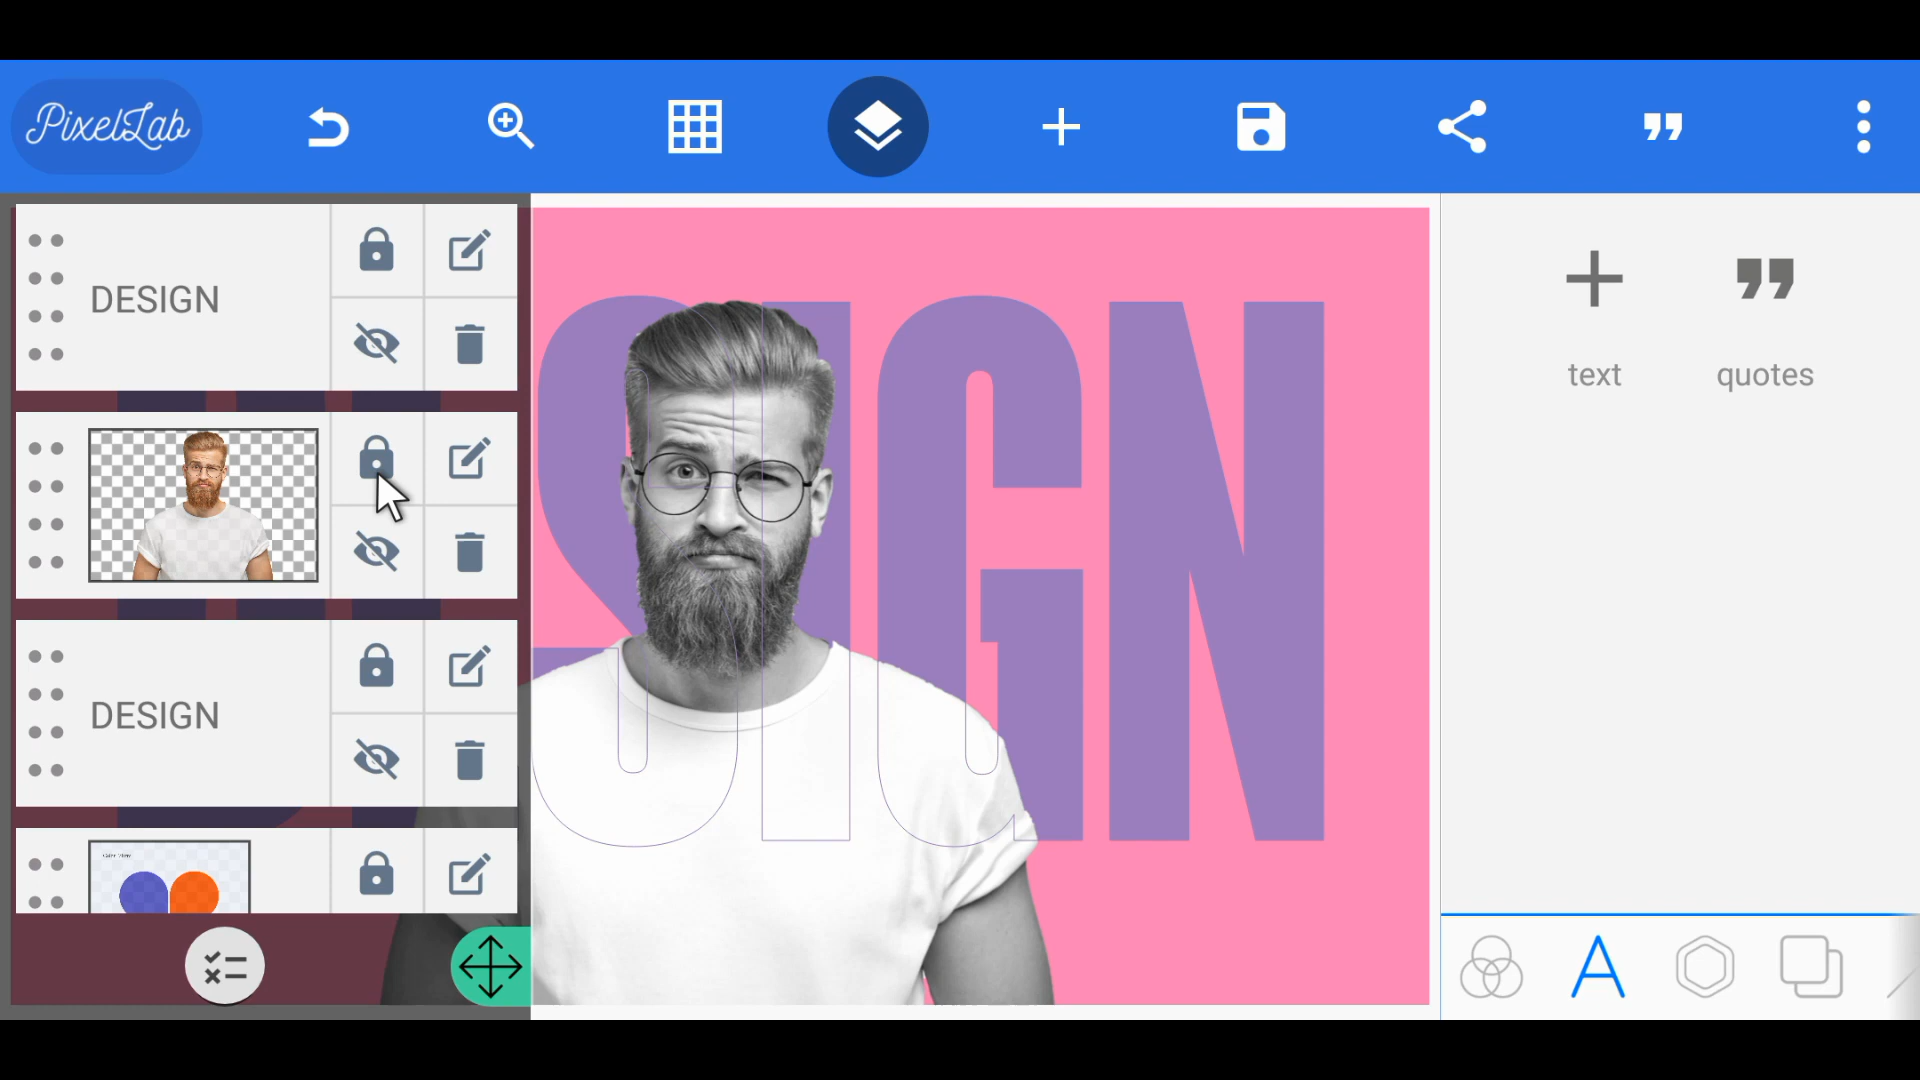 PixelLab
DESIGN
text
quotes
DESIGN
SIGN